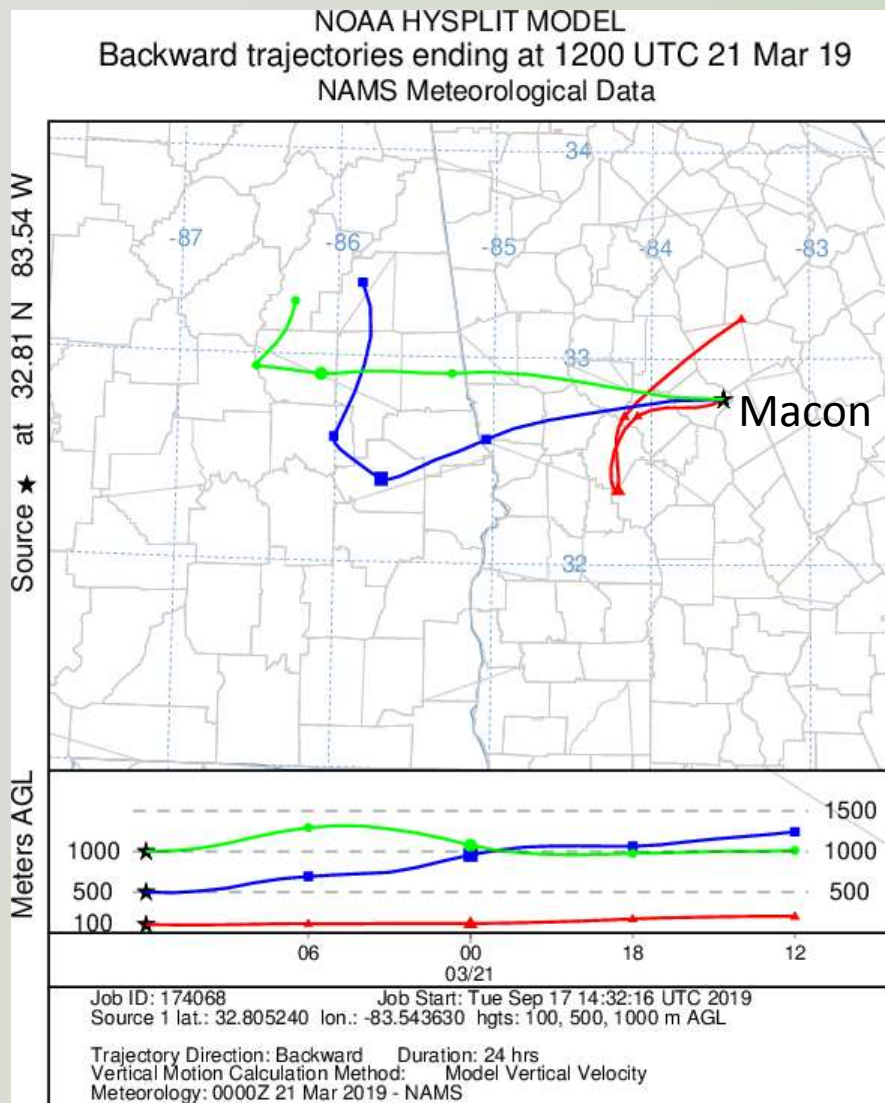 NOAA HYSPLIT MODEL
Backward trajectories ending at 1200 UTC 21 Mar 19
NAMS Meteorological Data
Source ★ at 32.81 N 83.54 W
34
-87
-86
-85
-84
-83
33
Macon
32
Meters AGL
1500
1000
1000
500
500
100
06
00
18
12
03/21
Job ID: 174068 Job Start: Tue Sep 17 14:32:16 UTC 2019
Source 1 lat.: 32.805240 lon.: -83.543630 hgts: 100, 500, 1000 m AGL
Trajectory Direction: Backward Duration: 24 hrs
Vertical Motion Calculation Method: Model Vertical Velocity
Meteorology: 0000Z 21 Mar 2019 - NAMS